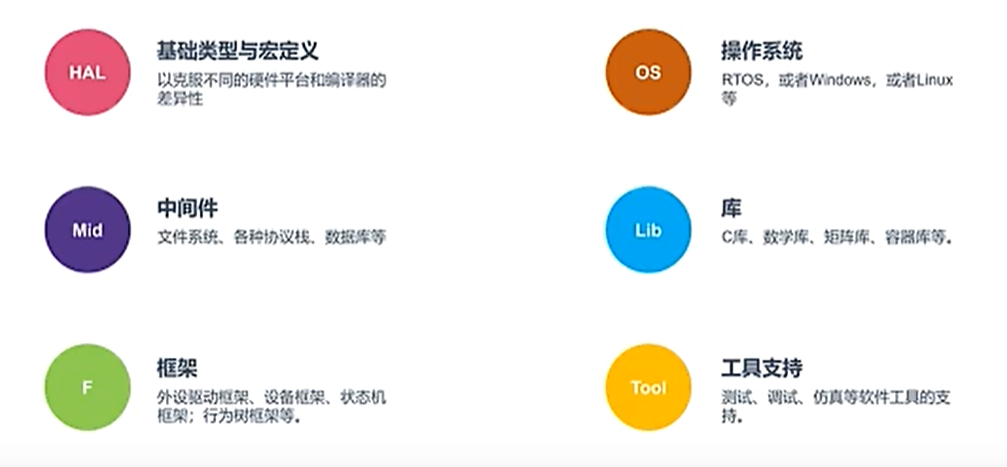 HAL
基础类型与宏定义
以克服不同的硬件平台和编译器的
差异性
OS
操作系统
RTOS，或者Windows，或者Linux
等
Mid
中间件
文件系统、各种协议栈、数据库等
Lib
库
C库、数学库、矩阵库、容器库等。
F
框架
外设驱动框架、设备框架、状态机
框架；行为树框架等。
Tool
工具支持
测试、调试、仿真等软件工具的支
持。